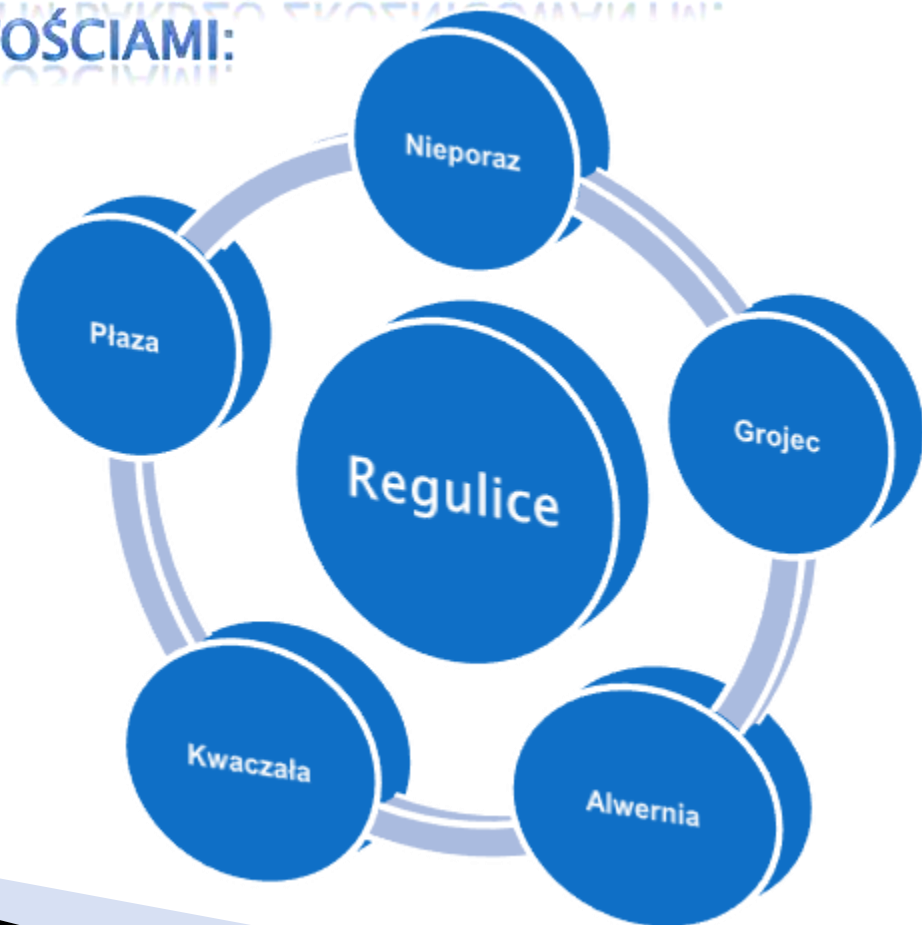 OŚCIAMI:
Nieporaz
Płaza
Grojec
Regulice
Kwaczała
Alwernia